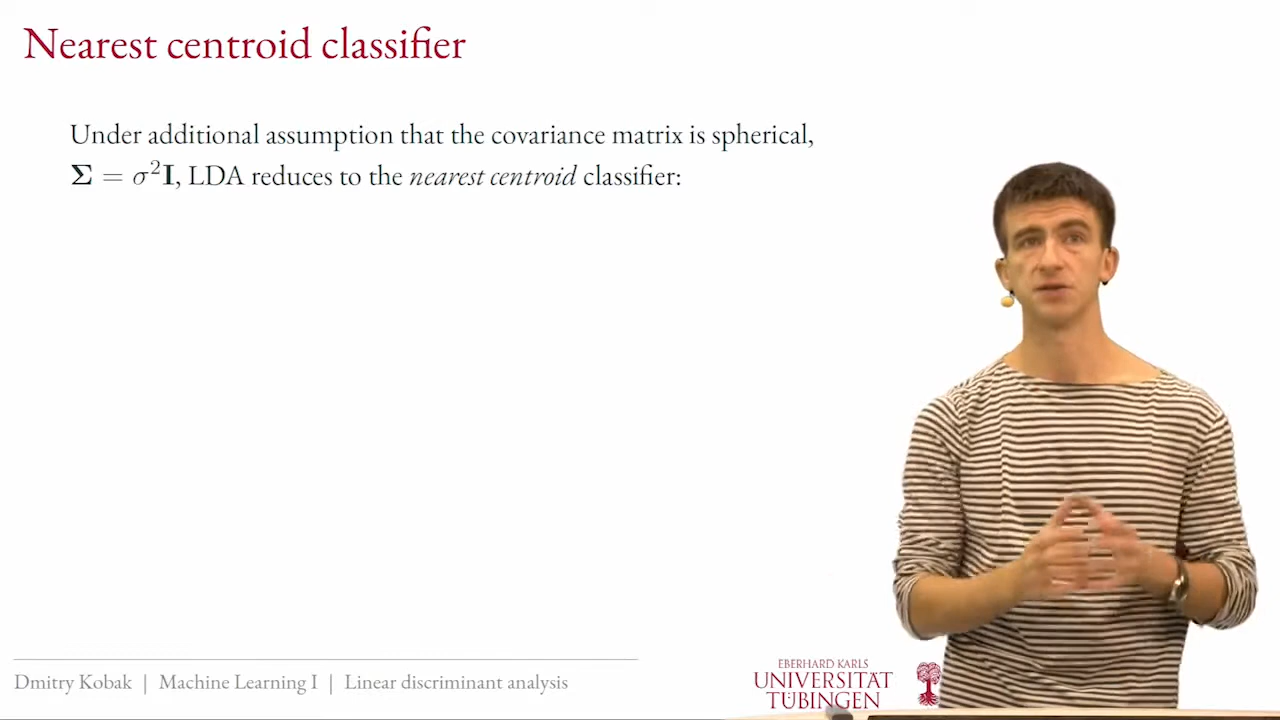 Nearest centroid classifier
Under additional assumption that the covariance matrix is spherical,
Σ = σ²I, LDA reduces to the nearest centroid classifier:
Dmitry Kobak | Machine Learning I | Linear discriminant analysis
EBERHARD KARLS
UNIVERSITÄT
TÜBINGEN